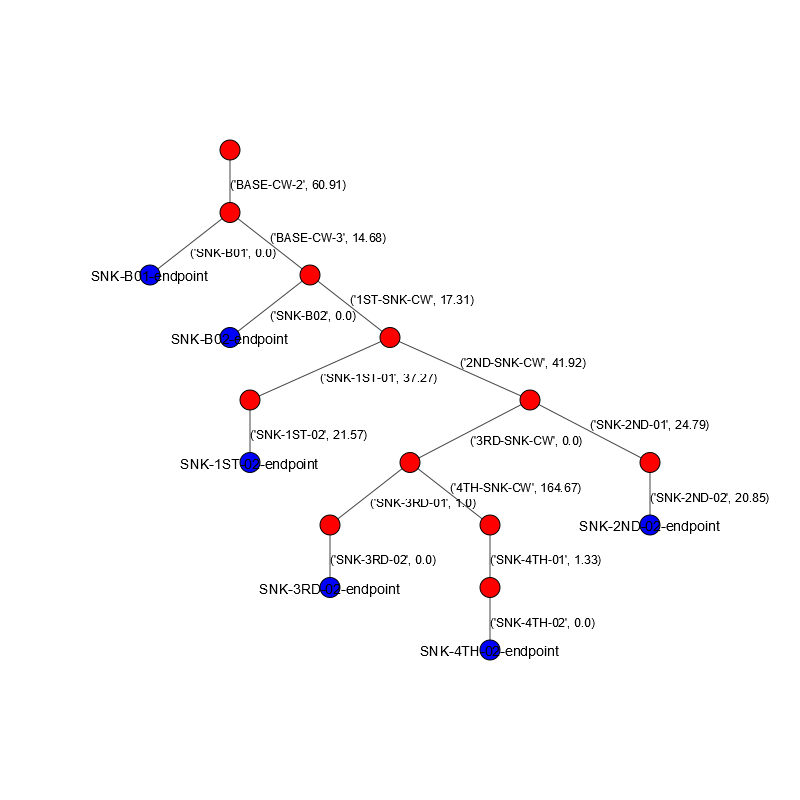 ('BASE-CW-2', 60.91)
('BASE-CW-3', 14.68)
('SNK-B01', 0.0)
SNK-B01-endpoint
('1ST-SNK-CW', 17.31)
('SNK-B02', 0.0)
SNK-B02-endpoint
('2ND-SNK-CW', 41.92)
('SNK-1ST-01', 37.27)
('SNK-2ND-01', 24.79)
('SNK-1ST-02', 21.57)
('3RD-SNK-CW', 0.0)
SNK-1ST-02-endpoint
('4TH-SNK-CW', 164.67)
('SNK-2ND-02', 20.85)
('SNK-3RD-01', 1.0)
SNK-2ND-02-endpoint
('SNK-3RD-02', 0.0)
('SNK-4TH-01', 1.33)
SNK-3RD-02-endpoint
('SNK-4TH-02', 0.0)
SNK-4TH-02-endpoint